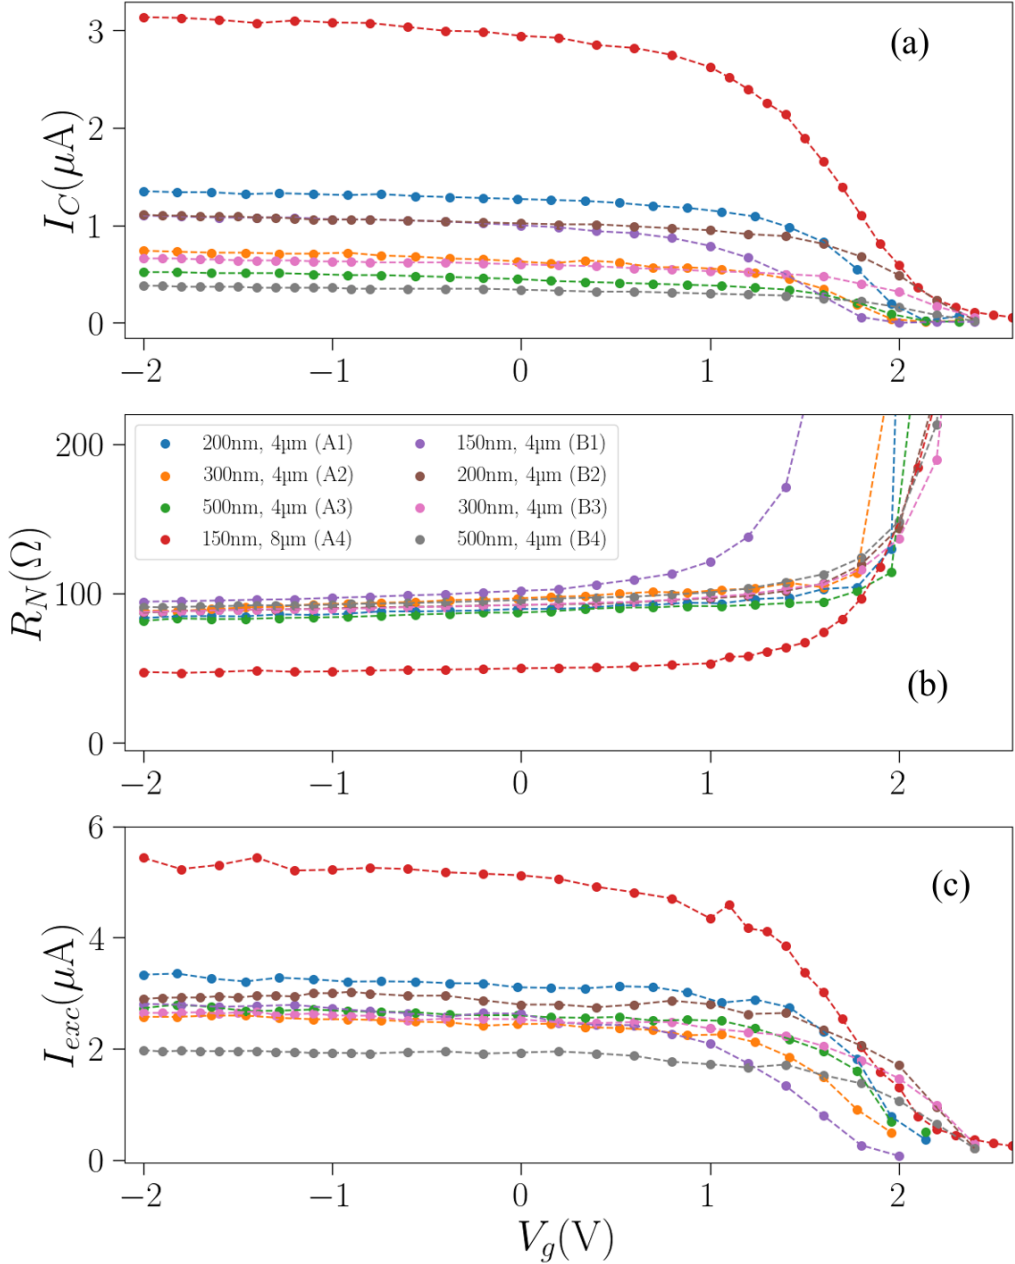 (a)
I_C(µA)
3
2
1
0
−2 −1 0 1 2
(b)
R_N(Ω)
200
100
0
200nm, 4µm (A1) 150nm, 4µm (B1)
300nm, 4µm (A2) 200nm, 4µm (B2)
500nm, 4µm (A3) 300nm, 4µm (B3)
150nm, 8µm (A4) 500nm, 4µm (B4)
−2 −1 0 1 2
(c)
I_exc(µA)
6
4
2
0
−2 −1 0 1 2
V_g(V)